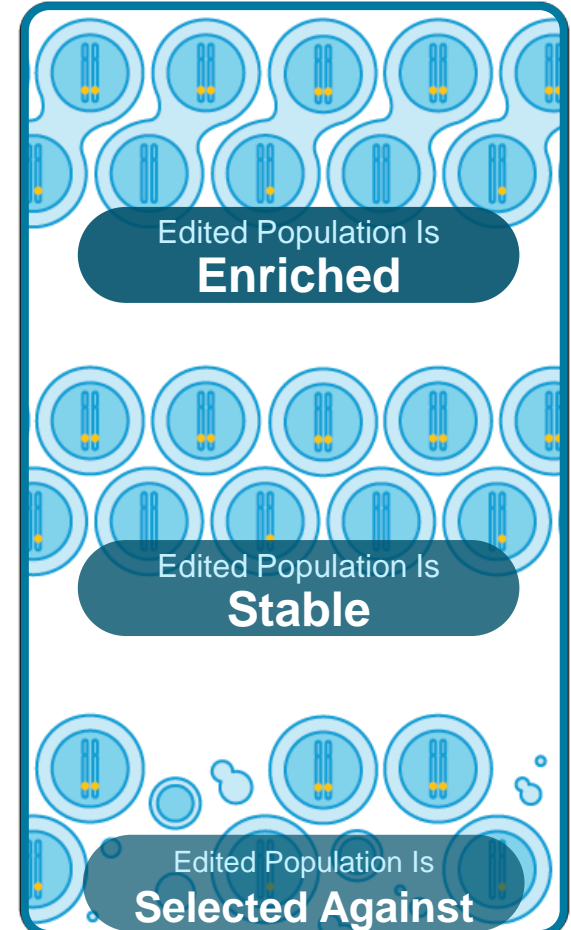 Edited Population Is
Enriched
Edited Population Is
Stable
Edited Population Is
Selected Against